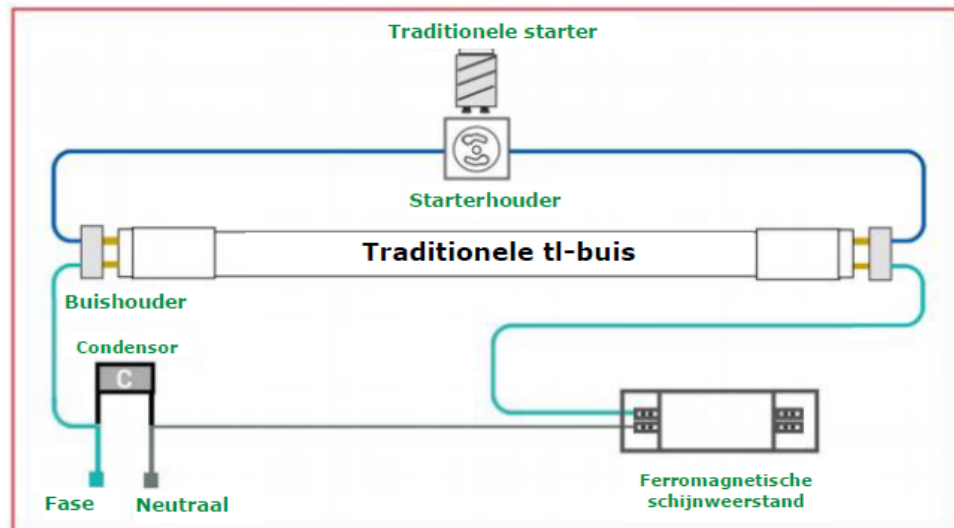 Traditionele starter
Starterhouder
Traditionele tl-buis
Buishouder
Condensor
C
Fase
Neutraal
Ferromagnetische
schijnweerstand